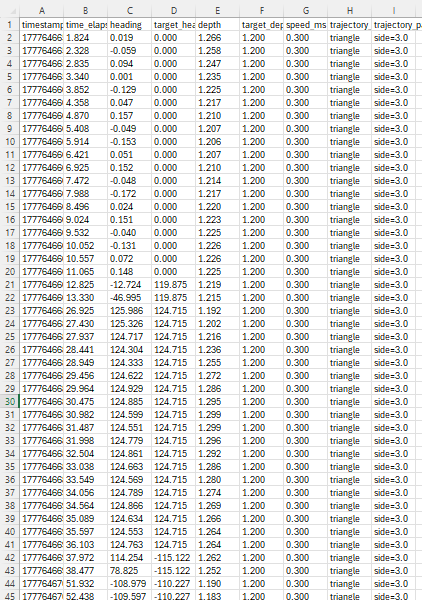 A B C D E F G H I
1 timestamp time_elaps heading target_hea depth target_dep speed_ms trajectory_ trajectory_pa
2 177764660 1.824 0.019 0.000 1.266 1.200 0.300 triangle side=3.0
3 177764660 2.328 -0.059 0.000 1.258 1.200 0.300 triangle side=3.0
4 177764660 2.835 0.094 0.000 1.247 1.200 0.300 triangle side=3.0
5 177764660 3.340 0.001 0.000 1.235 1.200 0.300 triangle side=3.0
6 177764660 3.852 -0.129 0.000 1.225 1.200 0.300 triangle side=3.0
7 177764660 4.358 0.047 0.000 1.217 1.200 0.300 triangle side=3.0
8 177764660 4.870 0.157 0.000 1.210 1.200 0.300 triangle side=3.0
9 177764660 5.408 -0.049 0.000 1.207 1.200 0.300 triangle side=3.0
10 177764660 5.914 -0.153 0.000 1.206 1.200 0.300 triangle side=3.0
11 177764660 6.421 0.051 0.000 1.207 1.200 0.300 triangle side=3.0
12 177764660 6.925 0.152 0.000 1.210 1.200 0.300 triangle side=3.0
13 177764660 7.472 -0.048 0.000 1.214 1.200 0.300 triangle side=3.0
14 177764660 7.988 -0.172 0.000 1.217 1.200 0.300 triangle side=3.0
15 177764660 8.496 0.024 0.000 1.220 1.200 0.300 triangle side=3.0
16 177764660 9.024 0.151 0.000 1.223 1.200 0.300 triangle side=3.0
17 177764660 9.532 -0.040 0.000 1.225 1.200 0.300 triangle side=3.0
18 177764660 10.052 -0.131 0.000 1.226 1.200 0.300 triangle side=3.0
19 177764660 10.557 0.072 0.000 1.226 1.200 0.300 triangle side=3.0
20 177764660 11.065 0.148 0.000 1.225 1.200 0.300 triangle side=3.0
21 17776466 12.825 -12.724 119.875 1.219 1.200 0.300 triangle side=3.0
22 17776466 13.330 -46.995 119.875 1.215 1.200 0.300 triangle side=3.0
23 17776466 26.925 125.986 124.715 1.192 1.200 0.300 triangle side=3.0
24 17776466 27.430 125.326 124.715 1.202 1.200 0.300 triangle side=3.0
25 17776466 27.937 124.717 124.715 1.216 1.200 0.300 triangle side=3.0
26 17776466 28.441 124.304 124.715 1.236 1.200 0.300 triangle side=3.0
27 17776466 28.949 124.333 124.715 1.255 1.200 0.300 triangle side=3.0
28 17776466 29.456 124.622 124.715 1.272 1.200 0.300 triangle side=3.0
29 17776466 29.964 124.929 124.715 1.286 1.200 0.300 triangle side=3.0
30 17776466 30.475 124.885 124.715 1.295 1.200 0.300 triangle side=3.0
31 17776466 30.982 124.599 124.715 1.299 1.200 0.300 triangle side=3.0
32 17776466 31.487 124.551 124.715 1.299 1.200 0.300 triangle side=3.0
33 17776466 31.998 124.779 124.715 1.296 1.200 0.300 triangle side=3.0
34 17776466 32.504 124.861 124.715 1.292 1.200 0.300 triangle side=3.0
35 17776466 33.038 124.663 124.715 1.286 1.200 0.300 triangle side=3.0
36 17776466 33.549 124.569 124.715 1.280 1.200 0.300 triangle side=3.0
37 17776466 34.056 124.789 124.715 1.274 1.200 0.300 triangle side=3.0
38 17776466 34.564 124.866 124.715 1.269 1.200 0.300 triangle side=3.0
39 17776466 35.089 124.634 124.715 1.266 1.200 0.300 triangle side=3.0
40 17776466 35.597 124.553 124.715 1.264 1.200 0.300 triangle side=3.0
41 17776466 36.103 124.763 124.715 1.264 1.200 0.300 triangle side=3.0
42 17776466 37.972 114.254 -115.122 1.262 1.200 0.300 triangle side=3.0
43 17776466 38.477 78.825 -115.122 1.252 1.200 0.300 triangle side=3.0
44 17776467 51.932 -108.979 -110.227 1.190 1.200 0.300 triangle side=3.0
45 17776467 52.438 -109.597 -110.227 1.183 1.200 0.300 triangle side=3.0